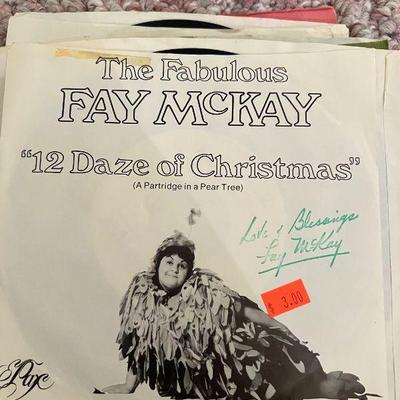 The Fabulous
FAY McKAY
"12 Daze of Christmas"
(A Partridge in a Pear Tree)
Love & Blessings
Fay McKay
$ 3.00